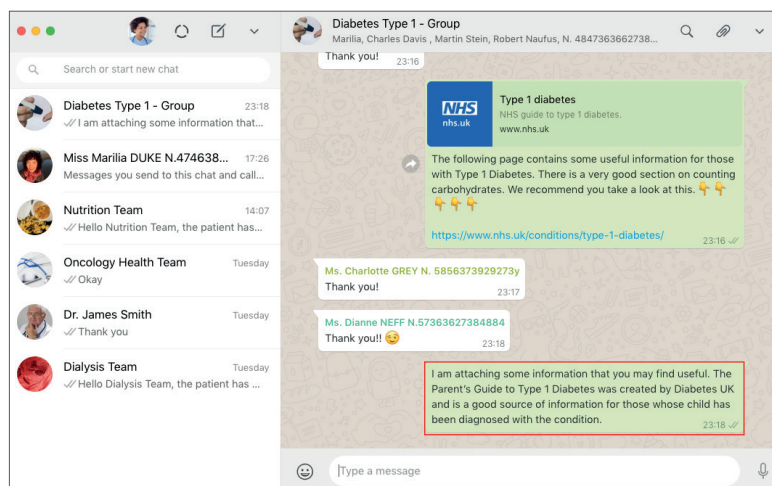 Diabetes Type 1 - Group
Marilia, Charles Davis , Martin Stein, Robert Naufus, N. 4847363662738...
Search or start new chat
Diabetes Type 1 - Group 23:18
I am attaching some information that...
Miss Marilia DUKE N.474638... 17:26
Messages you send to this chat and call...
Nutrition Team 14:07
Hello Nutrition Team, the patient has...
Oncology Health Team Tuesday
Okay
Dr. James Smith Tuesday
Thank you
Dialysis Team Tuesday
Hello Dialysis Team, the patient has ...
Thank you! 23:16
NHS
nhs.uk
Type 1 diabetes
NHS guide to type 1 diabetes.
www.nhs.uk
The following page contains some useful information for those
with Type 1 Diabetes. There is a very good section on counting
carbohydrates. We recommend you take a look at this. 👇👇
👇👇👇
https://www.nhs.uk/conditions/type-1-diabetes/
23:16
Ms. Charlotte GREY N. 5856373929273y
Thank you!
23:17
Ms. Dianne NEFF N.57363627384884
Thank you!! 😉
23:18
I am attaching some information that you may find useful. The
Parent's Guide to Type 1 Diabetes was created by Diabetes UK
and is a good source of information for those whose child has
been diagnosed with the condition.
23:18
Type a message